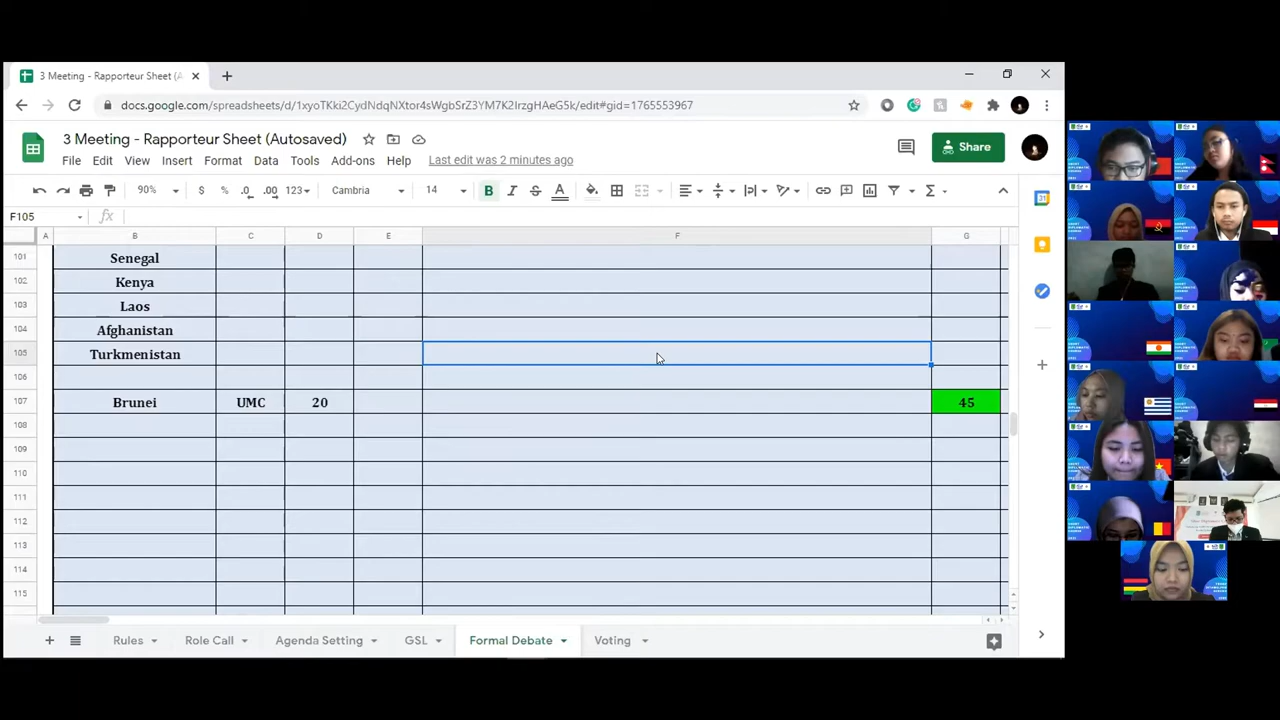 3 Meeting - Rapporteur Sheet (A
docs.google.com/spreadsheets/d/1xyoTKki2CydNdqNXtor4sWgbSrZ3YM7K2IrzgHAeG5k/edit#gid=1765553967
3 Meeting - Rapporteur Sheet (Autosaved)
File Edit View Insert Format Data Tools Add-ons Help Last edit was 2 minutes ago
Share
90% $ % .0 .00 123 Cambria 14 B I S A
F105 fx
A B C D E F G
101 Senegal
102 Kenya
103 Laos
104 Afghanistan
105 Turkmenistan
106
107 Brunei UMC 20 45
108
109
110
111
112
113
114
115
Rules Role Call Agenda Setting GSL Formal Debate Voting